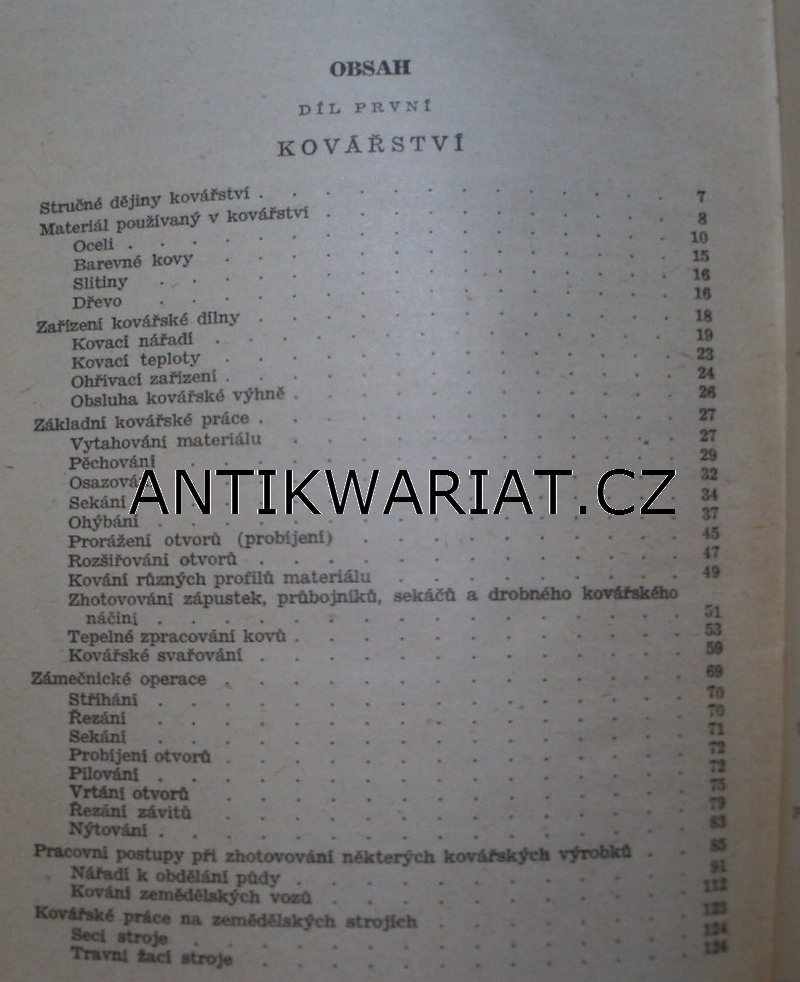 OBSAH
DÍL PRVNÍ
KOVÁŘSTVÍ
Stručné dějiny kovářství . . . . . . . . . . . . 7
Materiál používaný v kovářství . . . . . . . . . . 8
Oceli . . . . . . . . . . . . . . . 10
Barevné kovy . . . . . . . . . . . . . 15
Slitiny . . . . . . . . . . . . . . 16
Dřevo . . . . . . . . . . . . . . 16
Zařízení kovářské dílny . . . . . . . . . . . . 18
Kovací nářadí . . . . . . . . . . . . . 19
Kovací teploty . . . . . . . . . . . . . 23
Ohřívací zařízení . . . . . . . . . . . . . 24
Obsluha kovářské výhně . . . . . . . . . . . 26
Základní kovářské práce . . . . . . . . . . . . 27
Vytahování materiálu . . . . . . . . . . . 27
Pěchování . . . . . . . . . . . . . 29
Osazování 32
Sekání 34
Ohýbání . . . . . . . . . . . . . . 37
Prorážení otvorů (probíjení) . . . . . . . . . 45
Rozšiřování otvorů . . . . . . . . . . . . 47
Kování různých profilů materiálu . . . . . . . . 49
Zhotovování zápustek, průbojníků, sekáčů a drobného kovářského
náčiní . . . . . . . . . . . . . . 51
Tepelné zpracování kovů . . . . . . . . . . . 53
Kovářské svařování . . . . . . . . . . . . 59
Zámečnické operace . . . . . . . . . . . . . 69
Stříhání . . . . . . . . . . . . . . 70
Řezání . . . . . . . . . . . . . . 70
Sekání . . . . . . . . . . . . . . 71
Probíjení otvorů . . . . . . . . . . . . . 72
Pilování . . . . . . . . . . . . . . 72
Vrtání otvorů . . . . . . . . . . . . . 75
Řezání závitů . . . . . . . . . . . . . 79
Nýtování . . . . . . . . . . . . . . 83
Pracovní postupy při zhotovování některých kovářských výrobků . . 85
Nářadí k obdělání půdy . . . . . . . . . . . 91
Kování zemědělských vozů . . . . . . . . . . 112
Kovářské práce na zemědělských strojích . . . . . . . 123
Secí stroje . . . . . . . . . . . . . 124
Travní žací stroje . . . . . . . . . . . . 124
ANTIKWARIAT.CZ